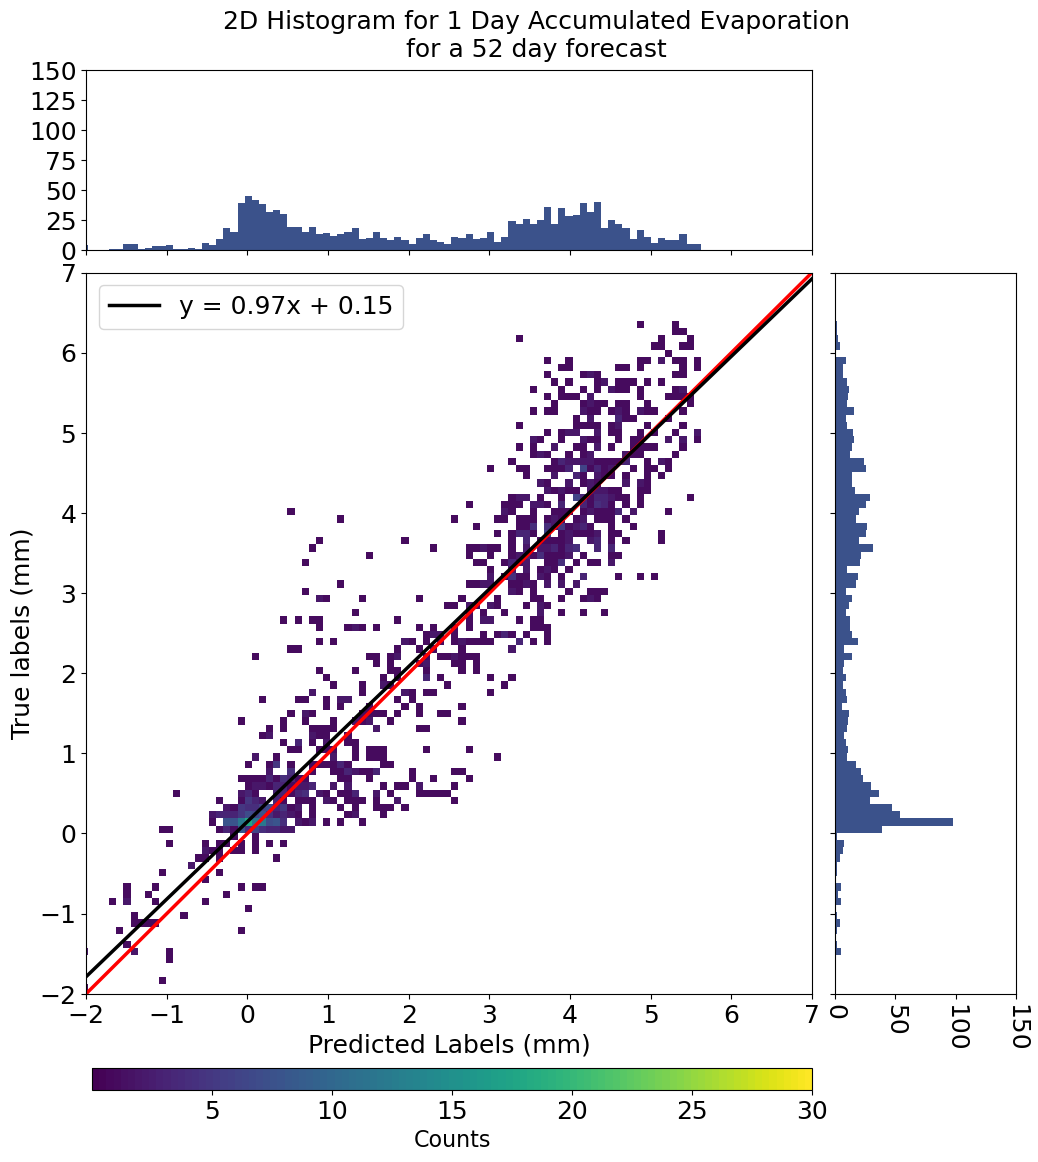 2D Histogram for 1 Day Accumulated Evaporation
for a 52 day forecast
150
125
100
75
50
25
0
7
6
5
4
3
2
1
0
−1
−2
True labels (mm)
y = 0.97x + 0.15
−2 −1 0 1 2 3 4 5 6 7
Predicted Labels (mm)
0 50 100 150
5 10 15 20 25 30
Counts